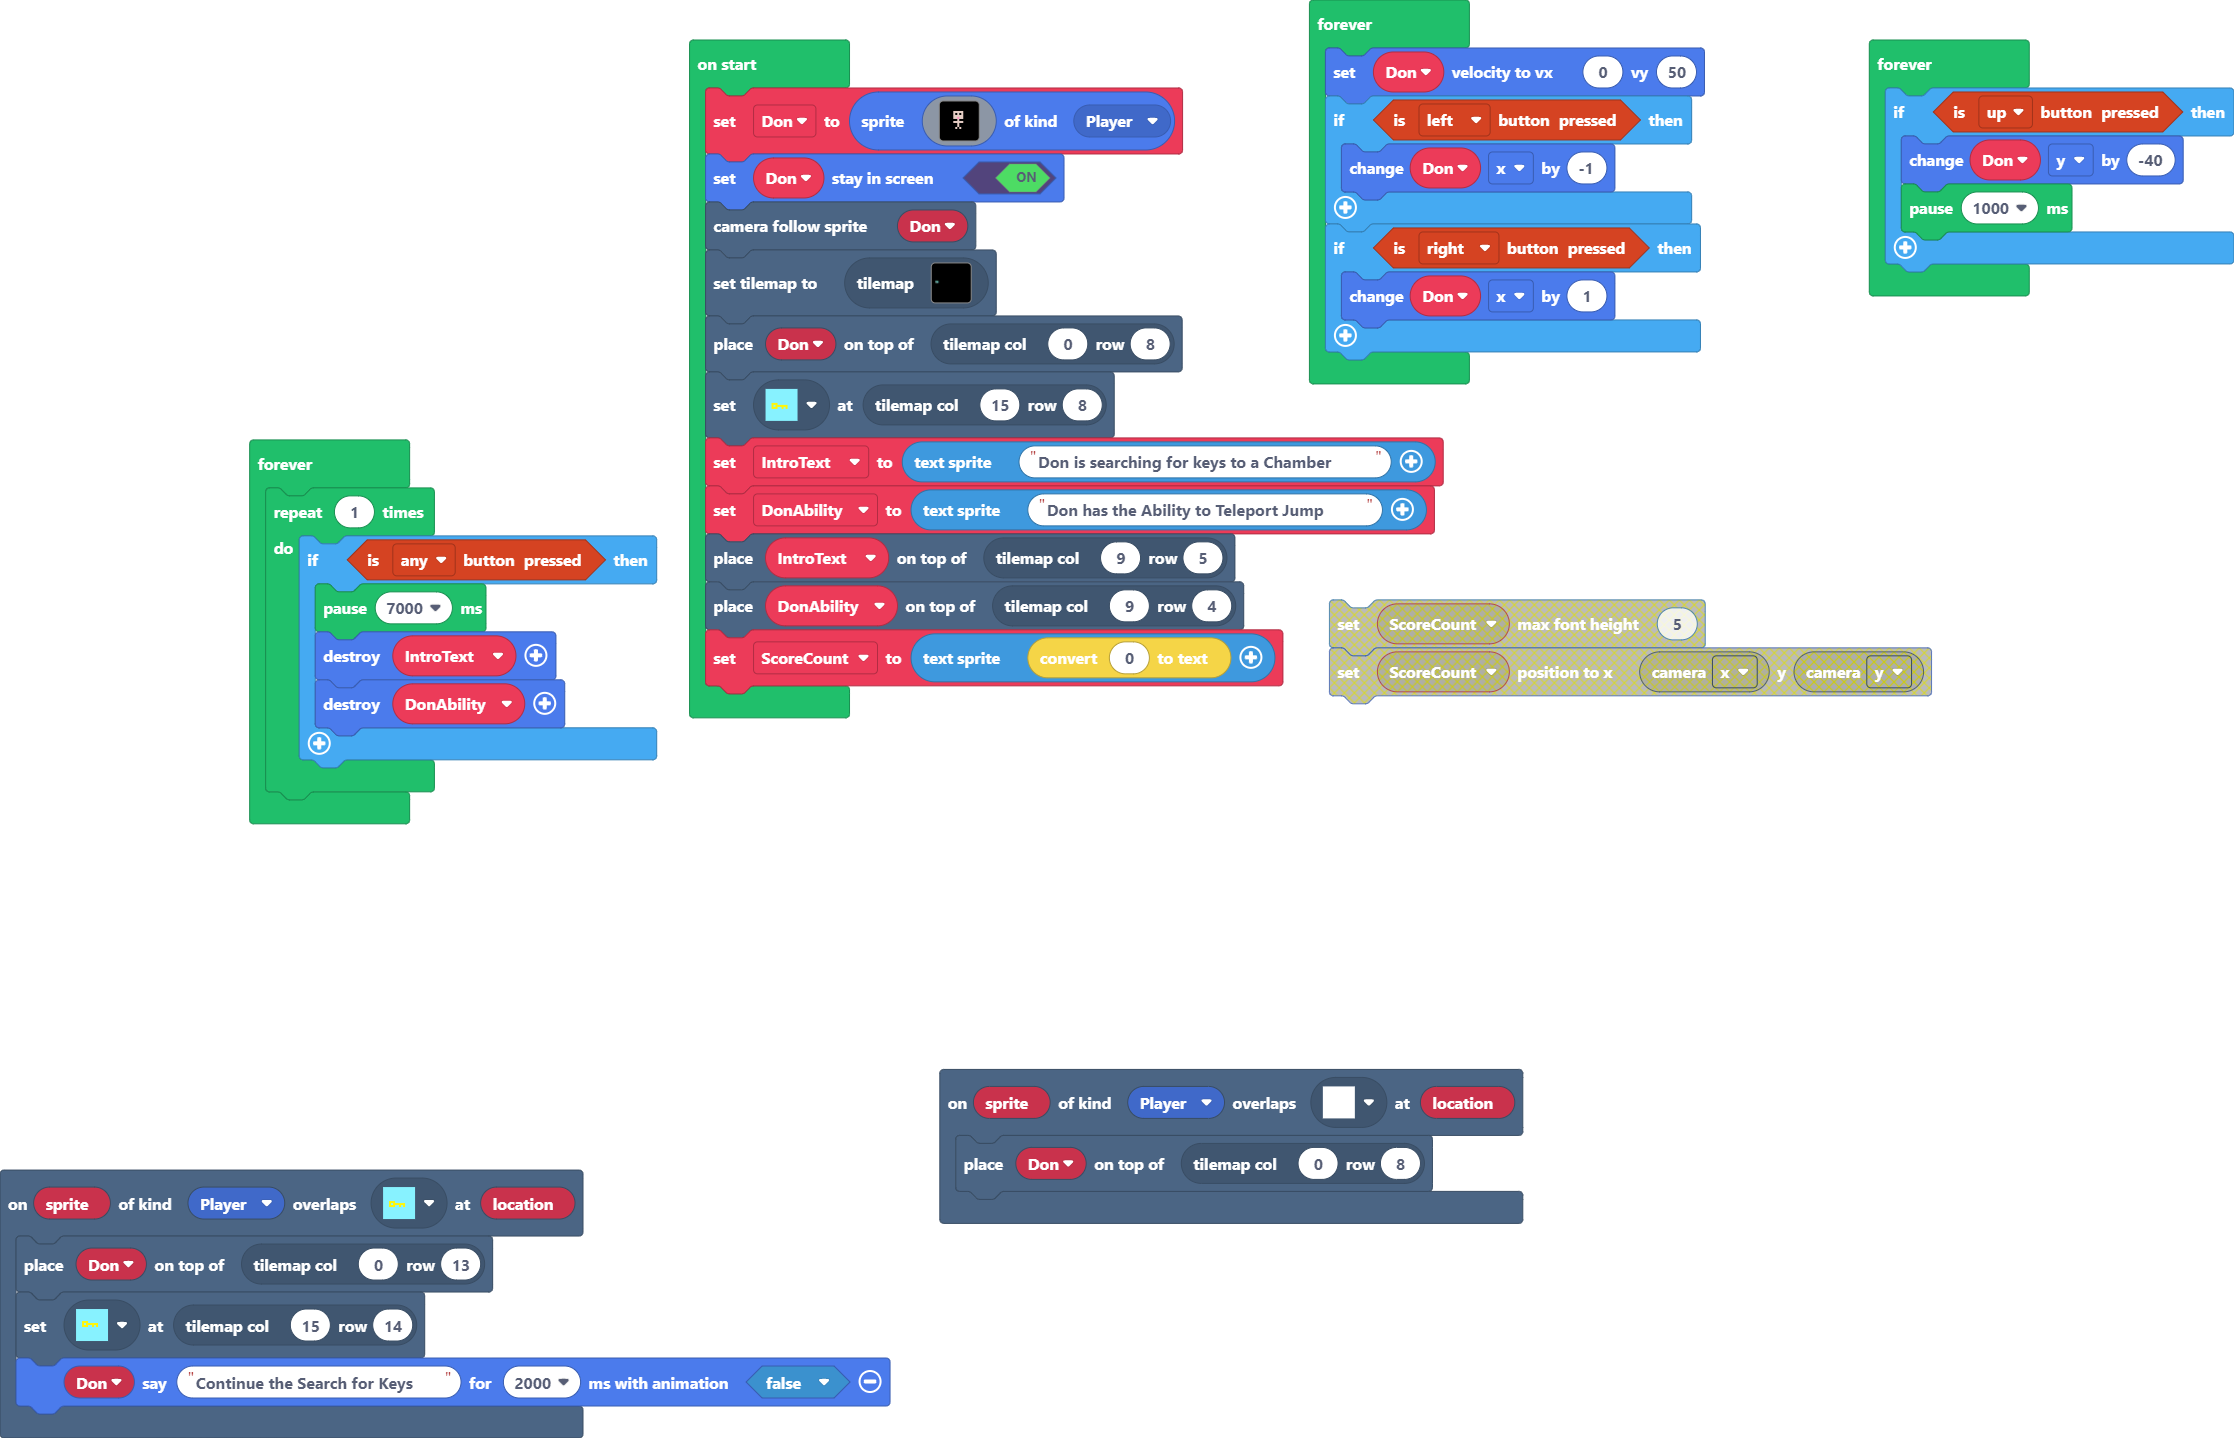 forever
repeat 1 times
do if is any button pressed then
pause 7000 ms
destroy IntroText
destroy DonAbility
on start
set Don to sprite of kind Player
set Don stay in screen ON
camera follow sprite Don
set tilemap to tilemap
place Don on top of tilemap col 0 row 8
set at tilemap col 15 row 8
set IntroText to text sprite "Don is searching for keys to a Chamber"
set DonAbility to text sprite "Don has the Ability to Teleport Jump"
place IntroText on top of tilemap col 9 row 5
place DonAbility on top of tilemap col 9 row 4
set ScoreCount to text sprite convert 0 to text
forever
set Don velocity to vx 0 vy 50
if is left button pressed then
change Don x by -1
if is right button pressed then
change Don x by 1
forever
if is up button pressed then
change Don y by -40
pause 1000 ms
set ScoreCount max font height 5
set ScoreCount position to x camera x y camera y
on sprite of kind Player overlaps at location
place Don on top of tilemap col 0 row 8
on sprite of kind Player overlaps at location
place Don on top of tilemap col 0 row 13
set at tilemap col 15 row 14
Don say "Continue the Search for Keys" for 2000 ms with animation false